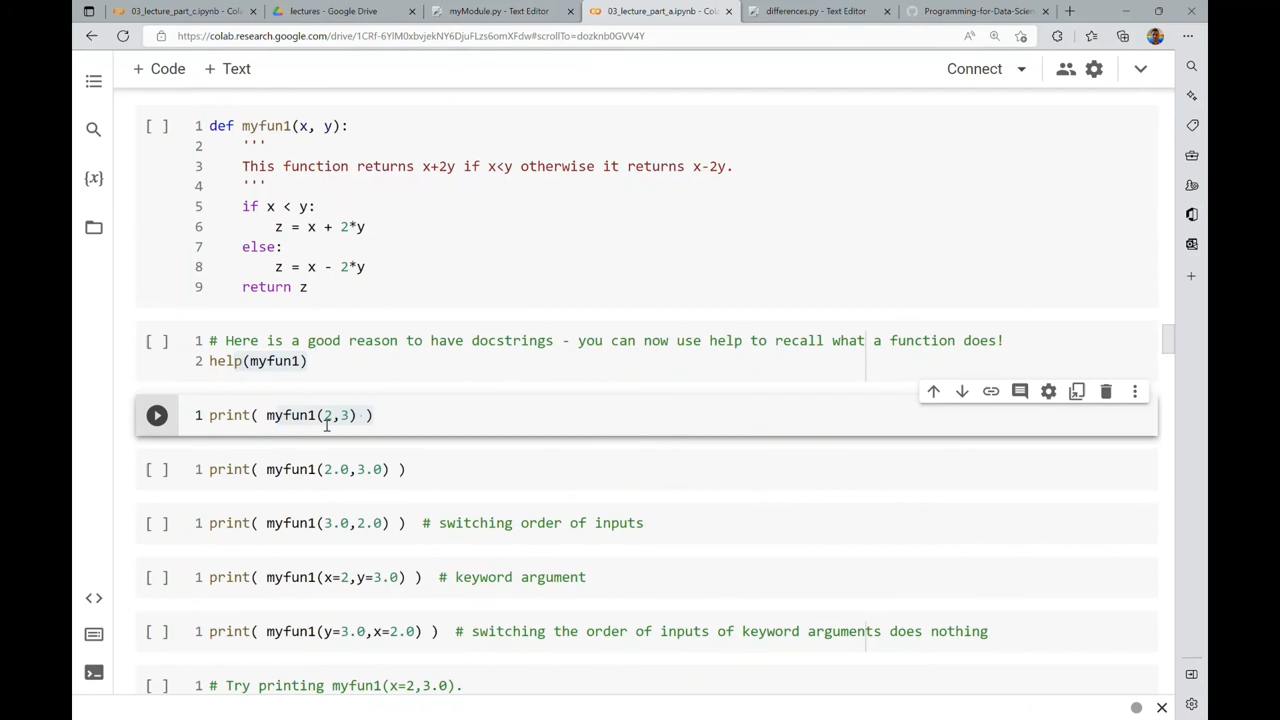 03_lecture_part_c.ipynb - Colab
lectures - Google Drive
myModule.py - Text Editor
03_lecture_part_a.ipynb - Colab
differences.py - Text Editor
Programming-for-Data-Scien
https://colab.research.google.com/drive/
+ Code + Text
Connect
[ ] 1 def myfun1(x, y):
2 '''
3 This function returns x+2y if x<y otherwise it returns x-2y.
4 '''
5 if x < y:
6 z = x + 2*y
7 else:
8 z = x - 2*y
9 return z
[ ] 1 # Here is a good reason to have docstrings - you can now use help to recall what a function does!
2 help(myfun1)
1 print( myfun1(2,3) )
[ ] 1 print( myfun1(2.0,3.0) )
[ ] 1 print( myfun1(3.0,2.0) ) # switching order of inputs
[ ] 1 print( myfun1(x=2,y=3.0) ) # keyword argument
[ ] 1 print( myfun1(y=3.0,x=2.0) ) # switching the order of inputs of keyword arguments does nothing
[ ] 1 # Try printing myfun1(x=2,3.0).